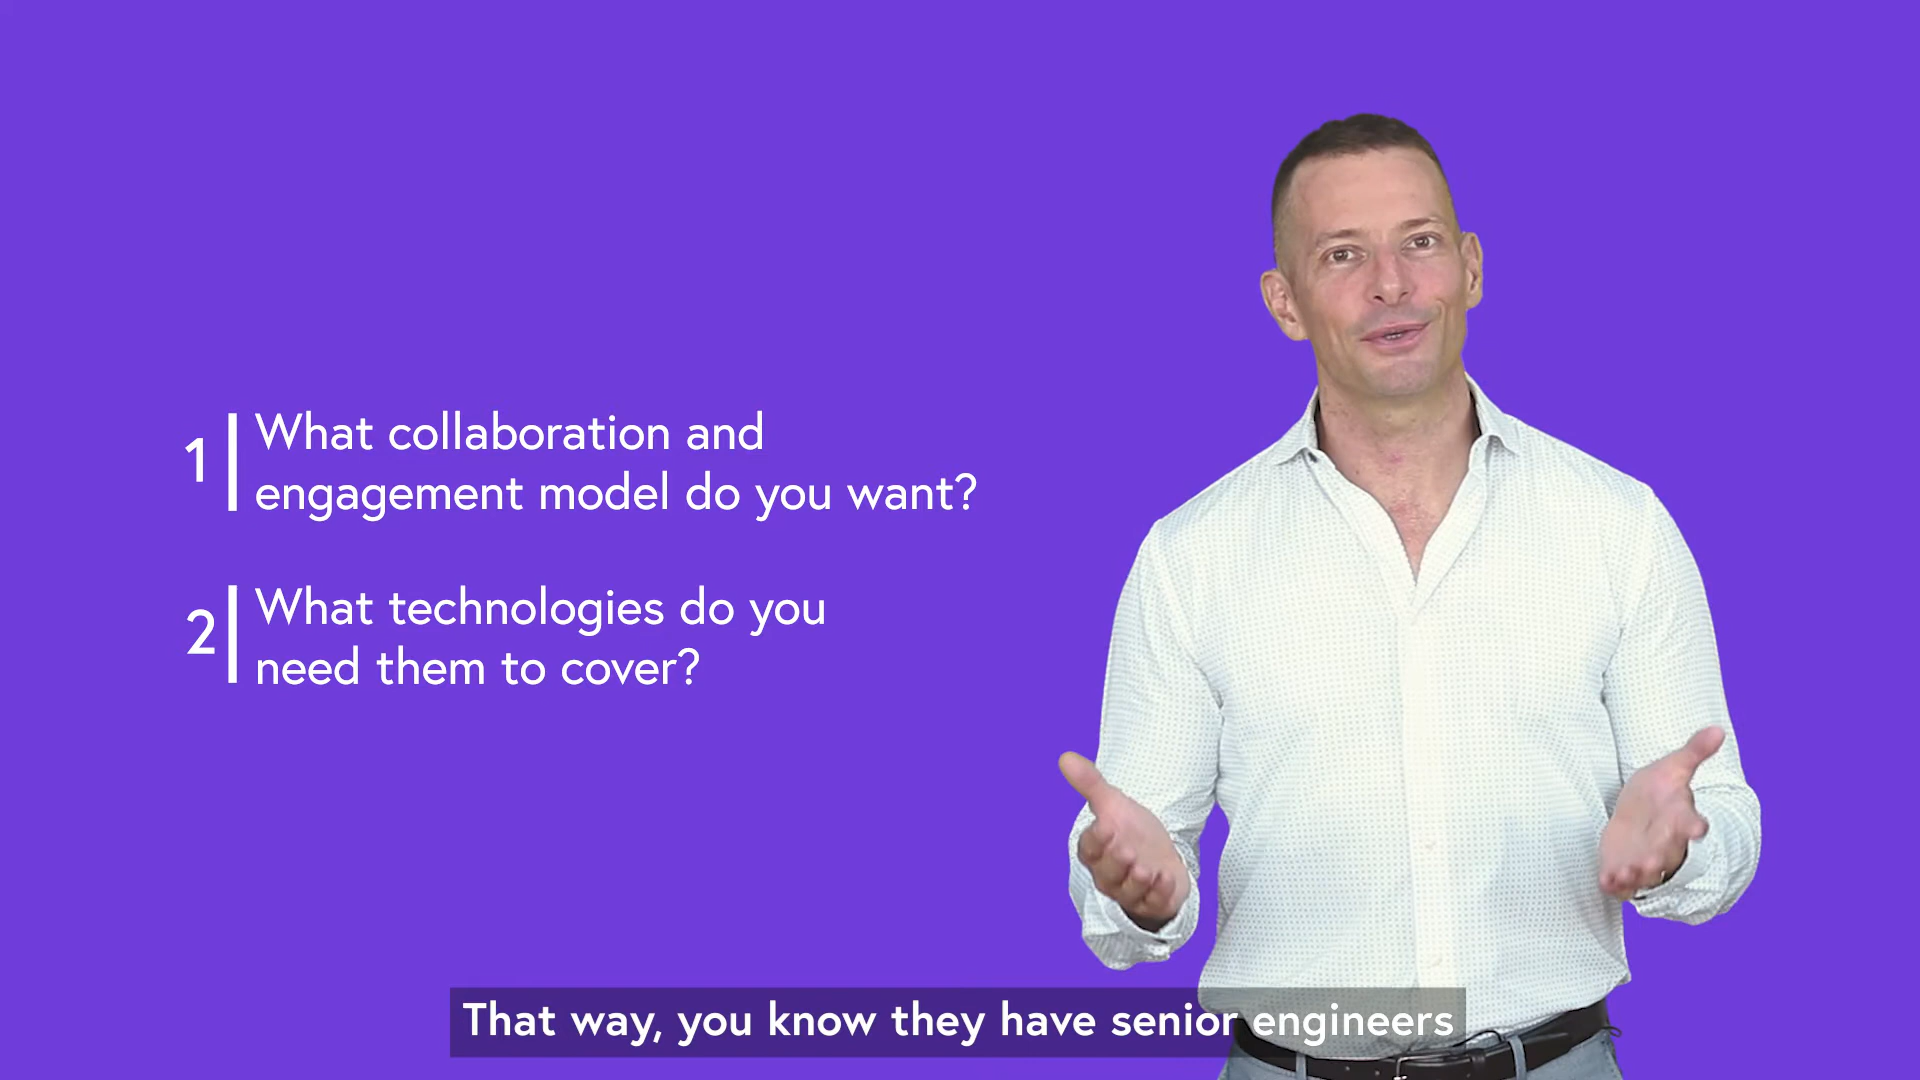 1
What collaboration and
engagement model do you want?
2
What technologies do you
need them to cover?
That way, you know they have senior engineers